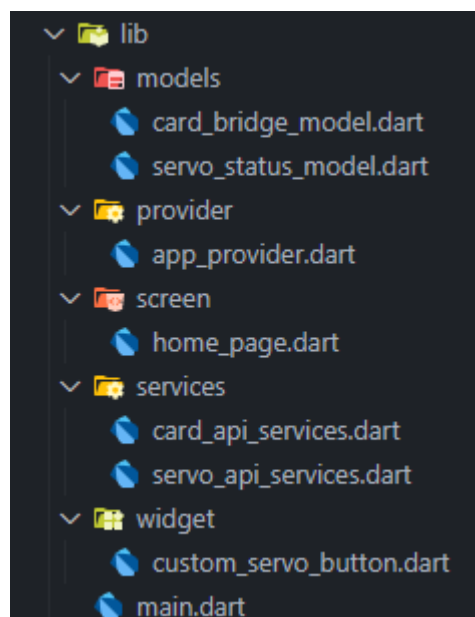 lib
models
card_bridge_model.dart
servo_status_model.dart
provider
app_provider.dart
screen
home_page.dart
services
card_api_services.dart
servo_api_services.dart
widget
custom_servo_button.dart
main.dart